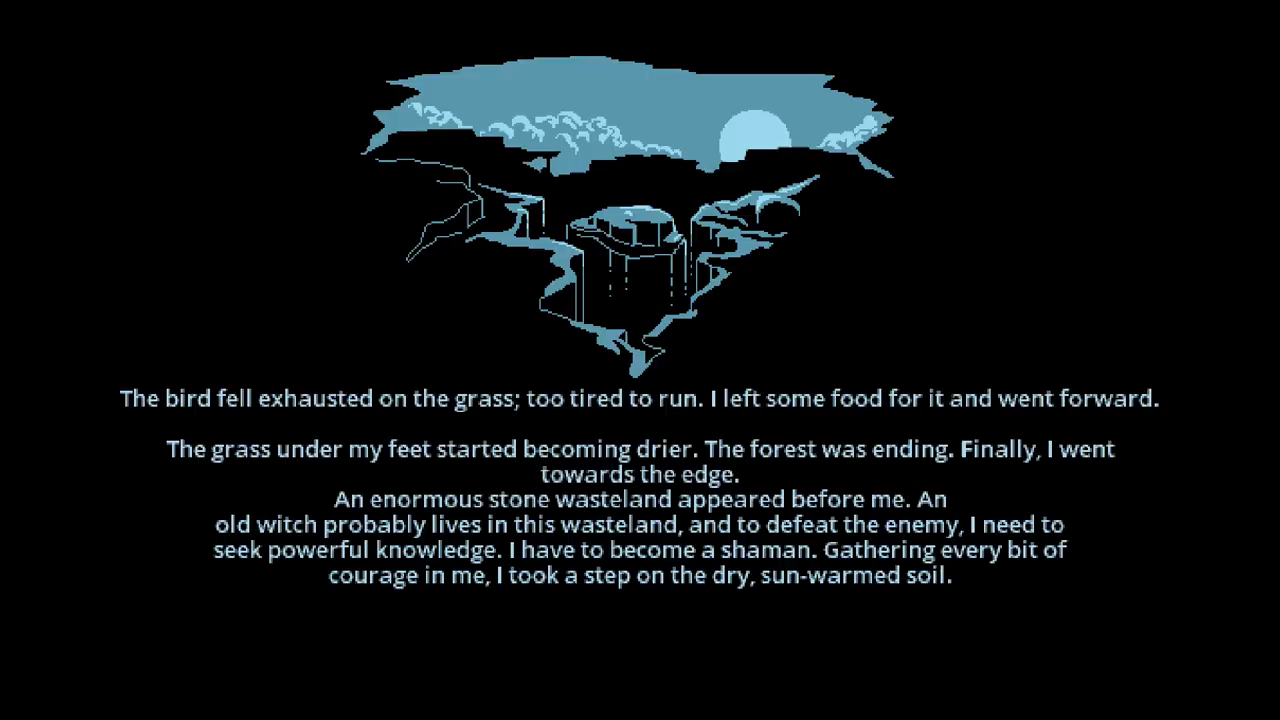 The bird fell exhausted on the grass; too tired to run. I left some food for it and went forward.
The grass under my feet started becoming drier. The forest was ending. Finally, I went
towards the edge.
An enormous stone wasteland appeared before me. An
old witch probably lives in this wasteland, and to defeat the enemy, I need to
seek powerful knowledge. I have to become a shaman. Gathering every bit of
courage in me, I took a step on the dry, sun-warmed soil.